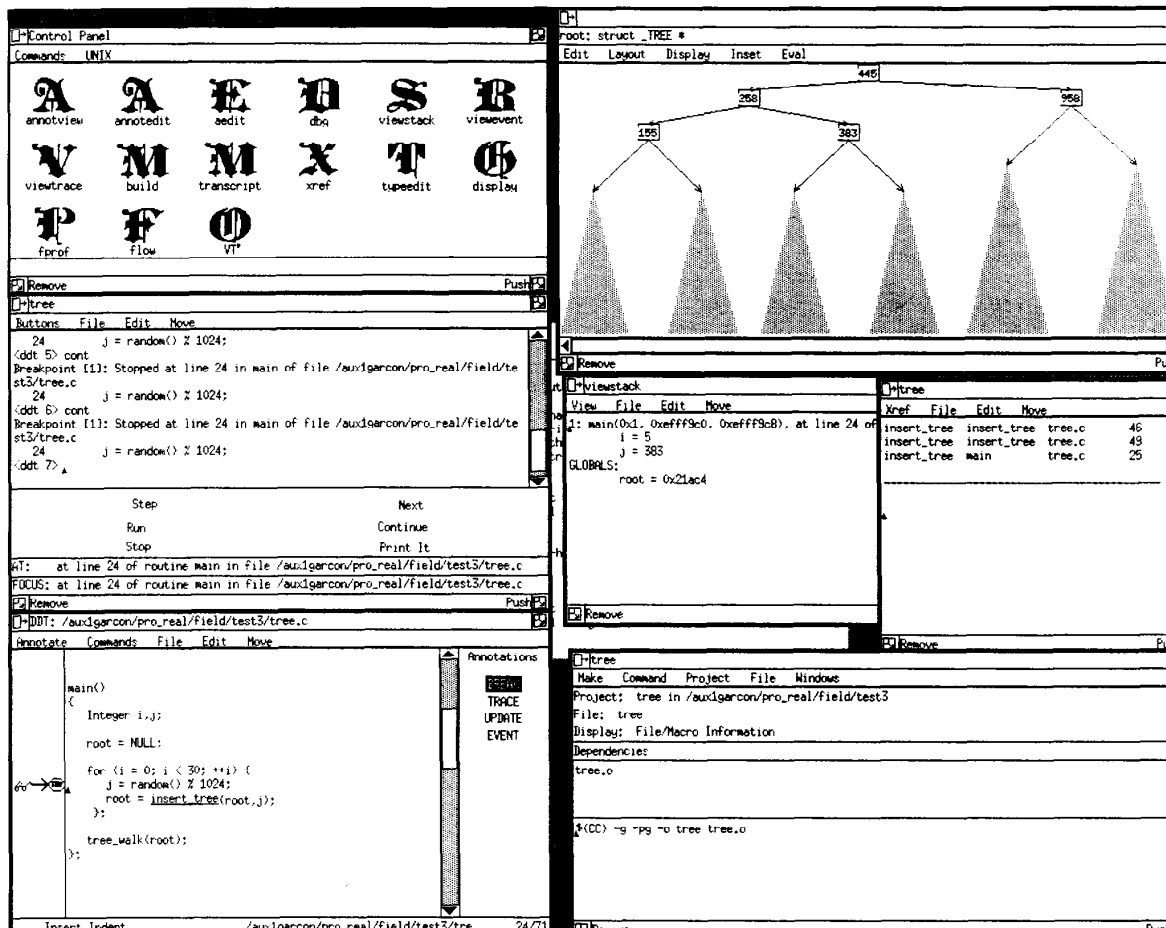 Control Panel
Commands UNIX
annotview annotedit aedit dbg viewstack viewevent
viewtrace build transcript xref typeedit display
fprof flow VT
Remove Push
tree
Buttons File Edit Move
24 j = random() % 1024;
<ddt 5> cont
Breakpoint [1]: Stopped at line 24 in main of file /aux1garcon/pro_real/field/te
st3/tree.c
24 j = random() % 1024;
<ddt 6> cont
Breakpoint [1]: Stopped at line 24 in main of file /aux1garcon/pro_real/field/te
st3/tree.c
24 j = random() % 1024;
<ddt 7>
Step Next
Run Continue
Stop Print It
AT: at line 24 of routine main in file /aux1garcon/pro_real/field/test3/tree.c
FOCUS: at line 24 of routine main in file /aux1garcon/pro_real/field/test3/tree.c
Remove Push
DDT: /aux1garcon/pro_real/field/test3/tree.c
Annotate Commands File Edit Move
main()
{
Integer i,j;
root = NULL;
for (i = 0; i < 30; ++i) {
j = random() % 1024;
root = insert_tree(root,j);
};
tree_walk(root);
};
Annotations
TRACE
UPDATE
EVENT
Insert Indent /aux1garcon/pro_real/field/test3/tre 24/71
root: struct _TREE *
Edit Layout Display Inset Eval
445
258 958
155 383
Remove Pu
viewstack
View File Edit Move
1: main(0x1, 0xefff9c0, 0xefff9c8), at line 24 of
i = 5
j = 383
GLOBALS:
root = 0x21ac4
Remove
tree
Xref File Edit Move
insert_tree insert_tree tree.c 46
insert_tree insert_tree tree.c 49
insert_tree main tree.c 25
Remove Pu
tree
Make Command Project File Windows
Project: tree in /aux1garcon/pro_real/field/test3
File: tree
Display: File/Macro Information
Dependencies
tree.o
$(CC) -g -pg -o tree tree.o
Remove